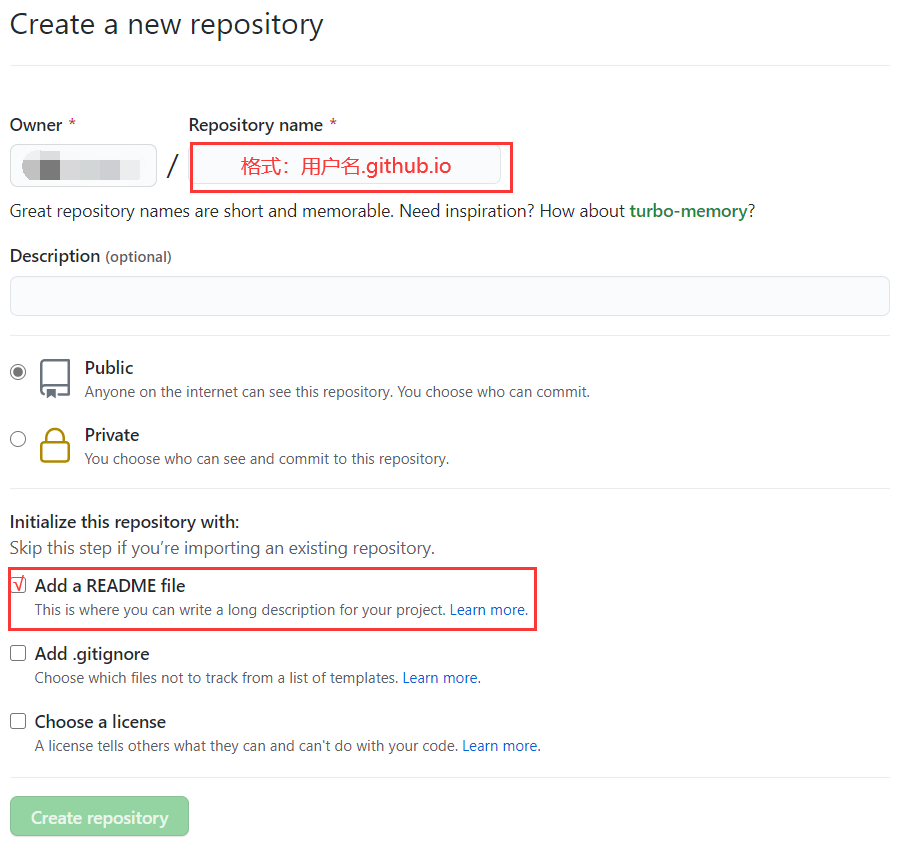 Create a new repository
Owner *
Repository name *
/
格式：用户名.github.io
Great repository names are short and memorable. Need inspiration? How about turbo-memory?
Description (optional)
Public
Anyone on the internet can see this repository. You choose who can commit.
Private
You choose who can see and commit to this repository.
Initialize this repository with:
Skip this step if you’re importing an existing repository.
√ Add a README file
This is where you can write a long description for your project. Learn more.
Add .gitignore
Choose which files not to track from a list of templates. Learn more.
Choose a license
A license tells others what they can and can't do with your code. Learn more.
Create repository